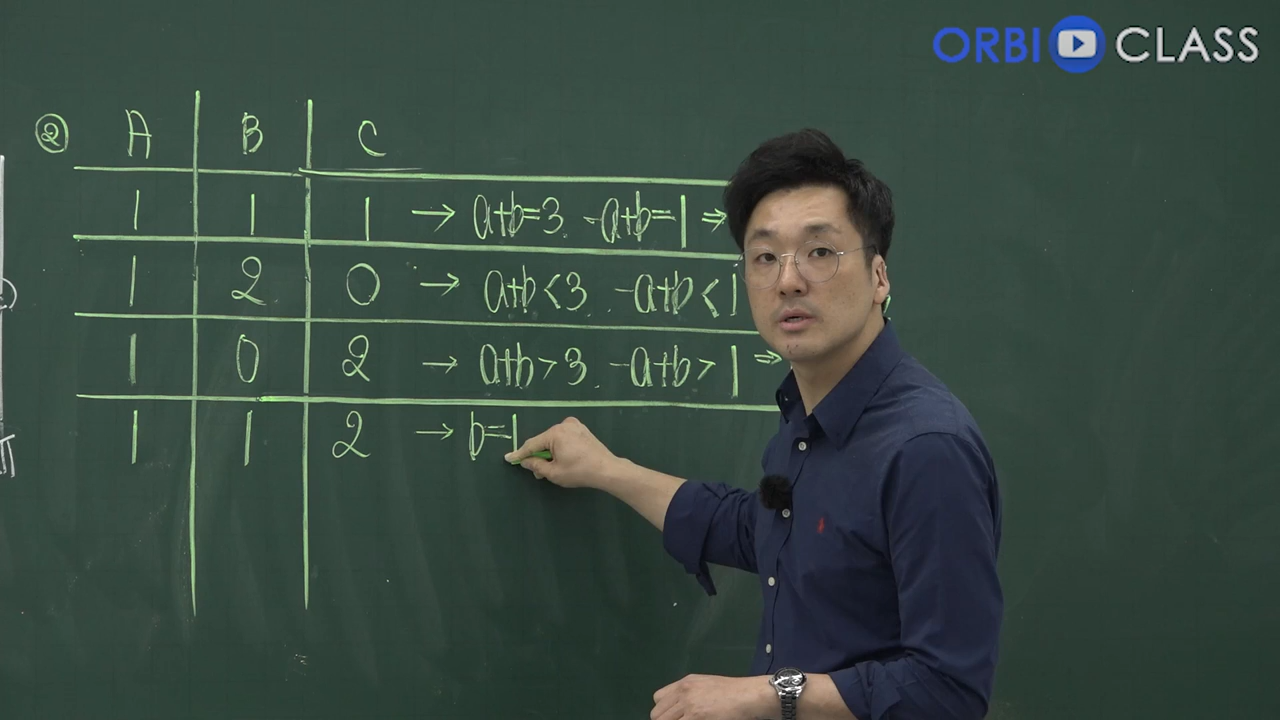 ORBI CLASS
② A B C
1 1 1 → a+b=3. -a+b=1 ⇒
1 2 0 → a+b<3. -a+b<1
1 0 2 → a+b>3. -a+b>1 ⇒
1 1 2 → b=1